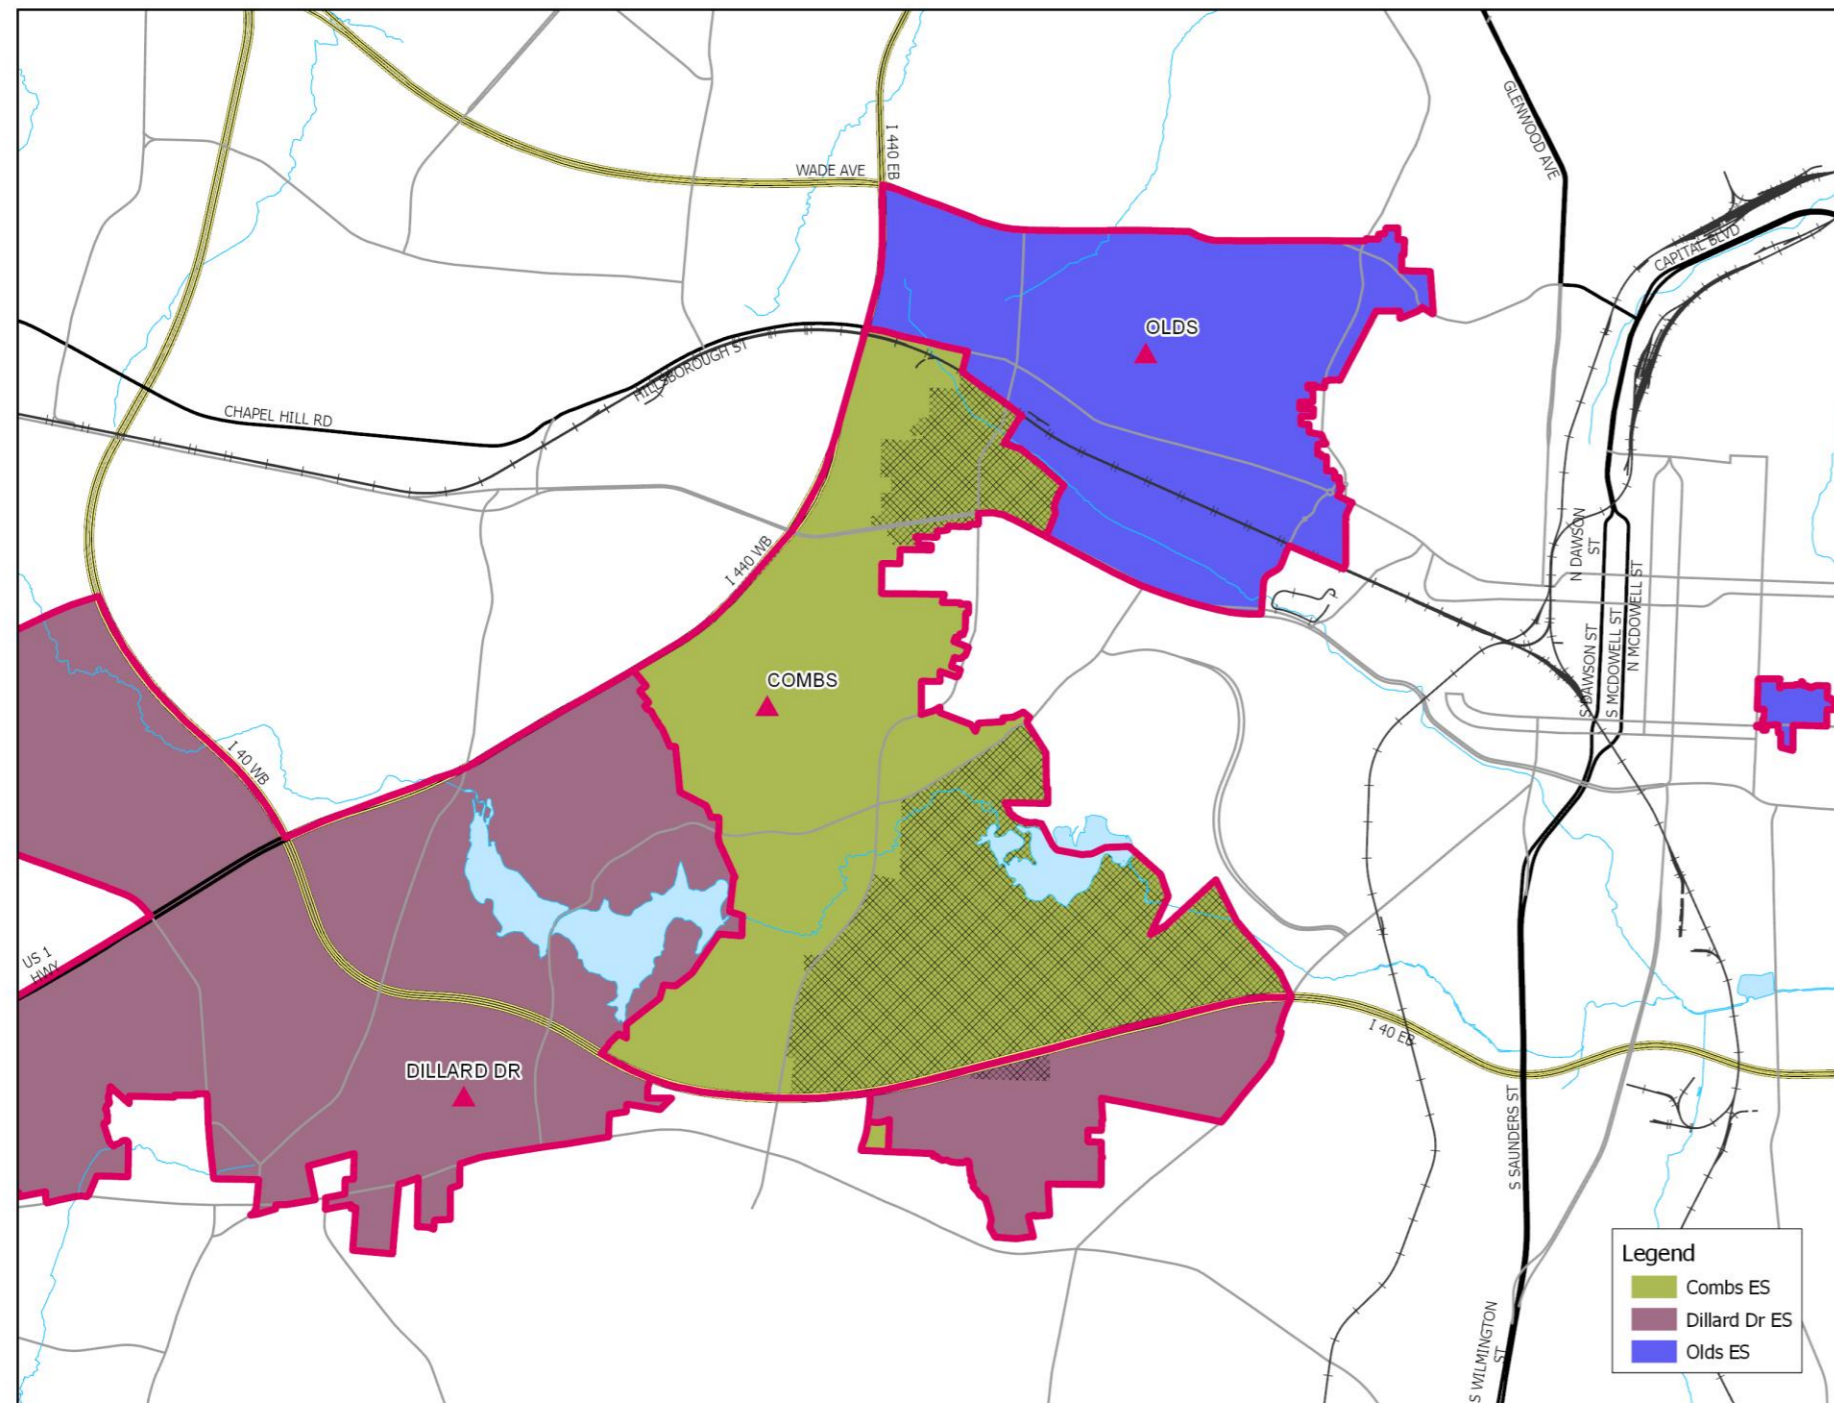 GLENWOOD AVE
I 440 EB
WADE AVE
CAPITAL BLVD
OLDS
HILLSBOROUGH ST
CHAPEL HILL RD
I 440 WB
N DAWSON
ST
N MCDOWELL ST
S DAWSON ST
S MCDOWELL ST
COMBS
I 40 WB
US 1
HWY
I 40 EB
DILLARD DR
S SAUNDERS ST
S WILMINGTON
ST
Legend
Combs ES
Dillard Dr ES
Olds ES